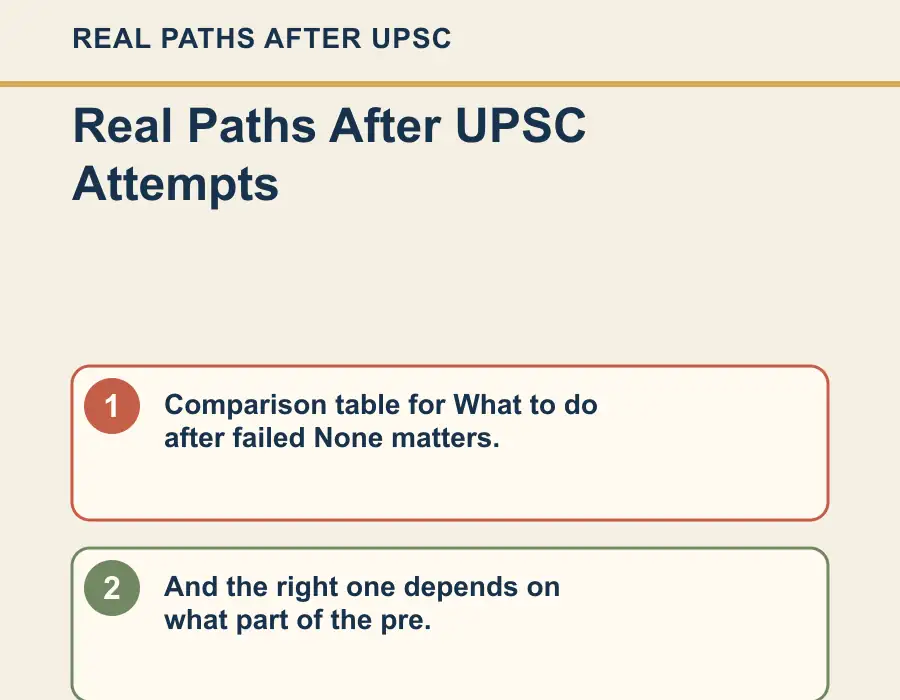 REAL PATHS AFTER UPSC
Real Paths After UPSC
Attempts
1
Comparison table for What to do
after failed None matters.
2
And the right one depends on
what part of the pre.